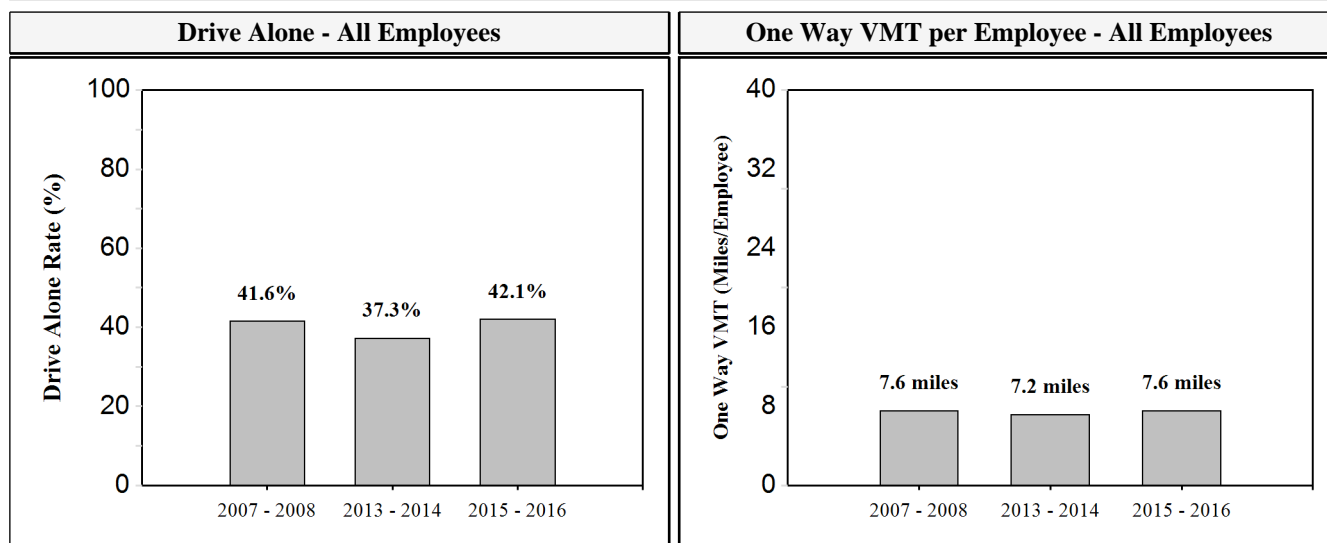 Drive Alone - All Employees
One Way VMT per Employee - All Employees
Drive Alone Rate (%)
100
80
60
40
20
0
41.6%
37.3%
42.1%
2007 - 2008
2013 - 2014
2015 - 2016
One Way VMT (Miles/Employee)
40
32
24
16
8
0
7.6 miles
7.2 miles
7.6 miles
2007 - 2008
2013 - 2014
2015 - 2016